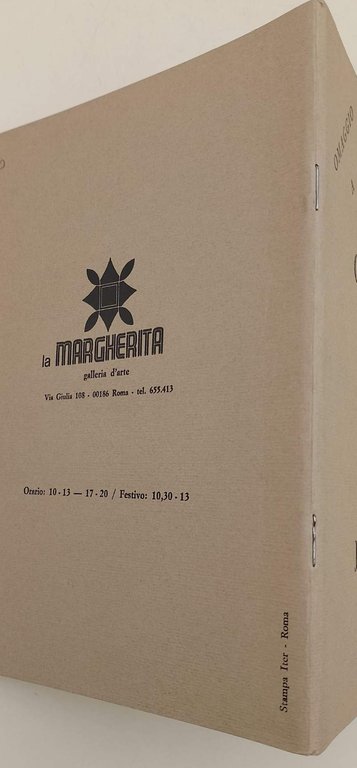 la MARGHERITA
galleria d'arte
Via Giulia 108 - 00186 Roma - tel. 655.413
Orario: 10 - 13 — 17 - 20 / Festivo: 10,30 - 13
Stampa Iter - Roma
OMAGGIO
A